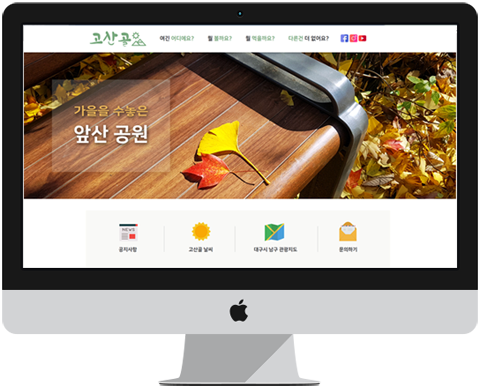 고산골
여긴 어디에요?
뭘 볼까요?
뭘 먹을까요?
다른건 더 없어요?
가을을 수놓은
앞산 공원
NEWS
공지사항
고산골 날씨
대구시 남구 관광지도
문의하기